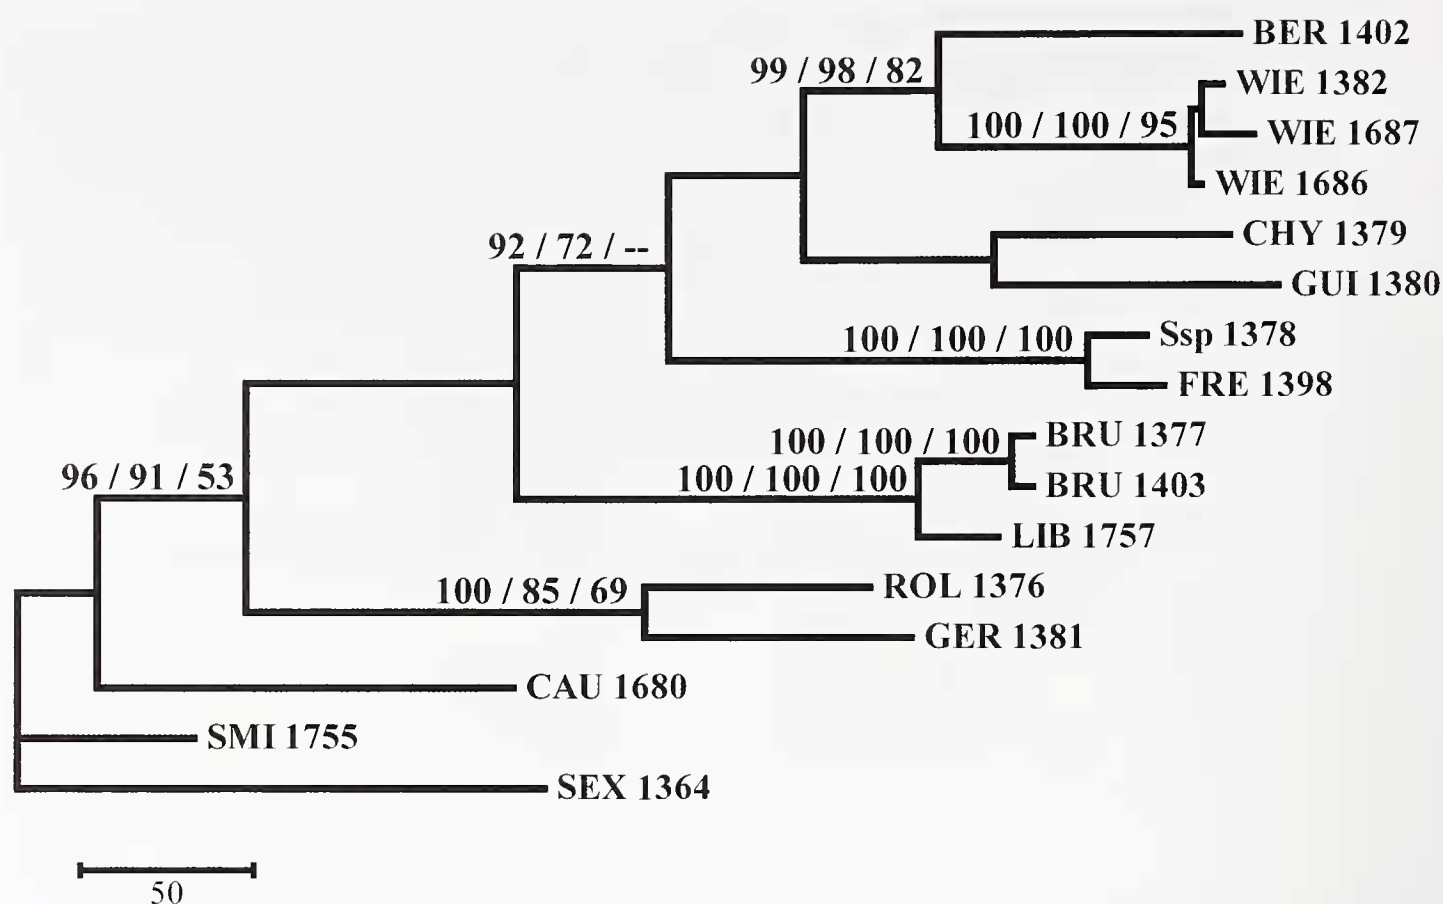 BER 1402
99 / 98 / 82
WIE 1382
100 / 100 / 95
WIE 1687
WIE 1686
CHY 1379
92 / 72 / --
GUI 1380
100 / 100 / 100
Ssp 1378
FRE 1398
100 / 100 / 100
BRU 1377
96 / 91 / 53
100 / 100 / 100
BRU 1403
LIB 1757
100 / 85 / 69
ROL 1376
GER 1381
CAU 1680
SMI 1755
SEX 1364
50